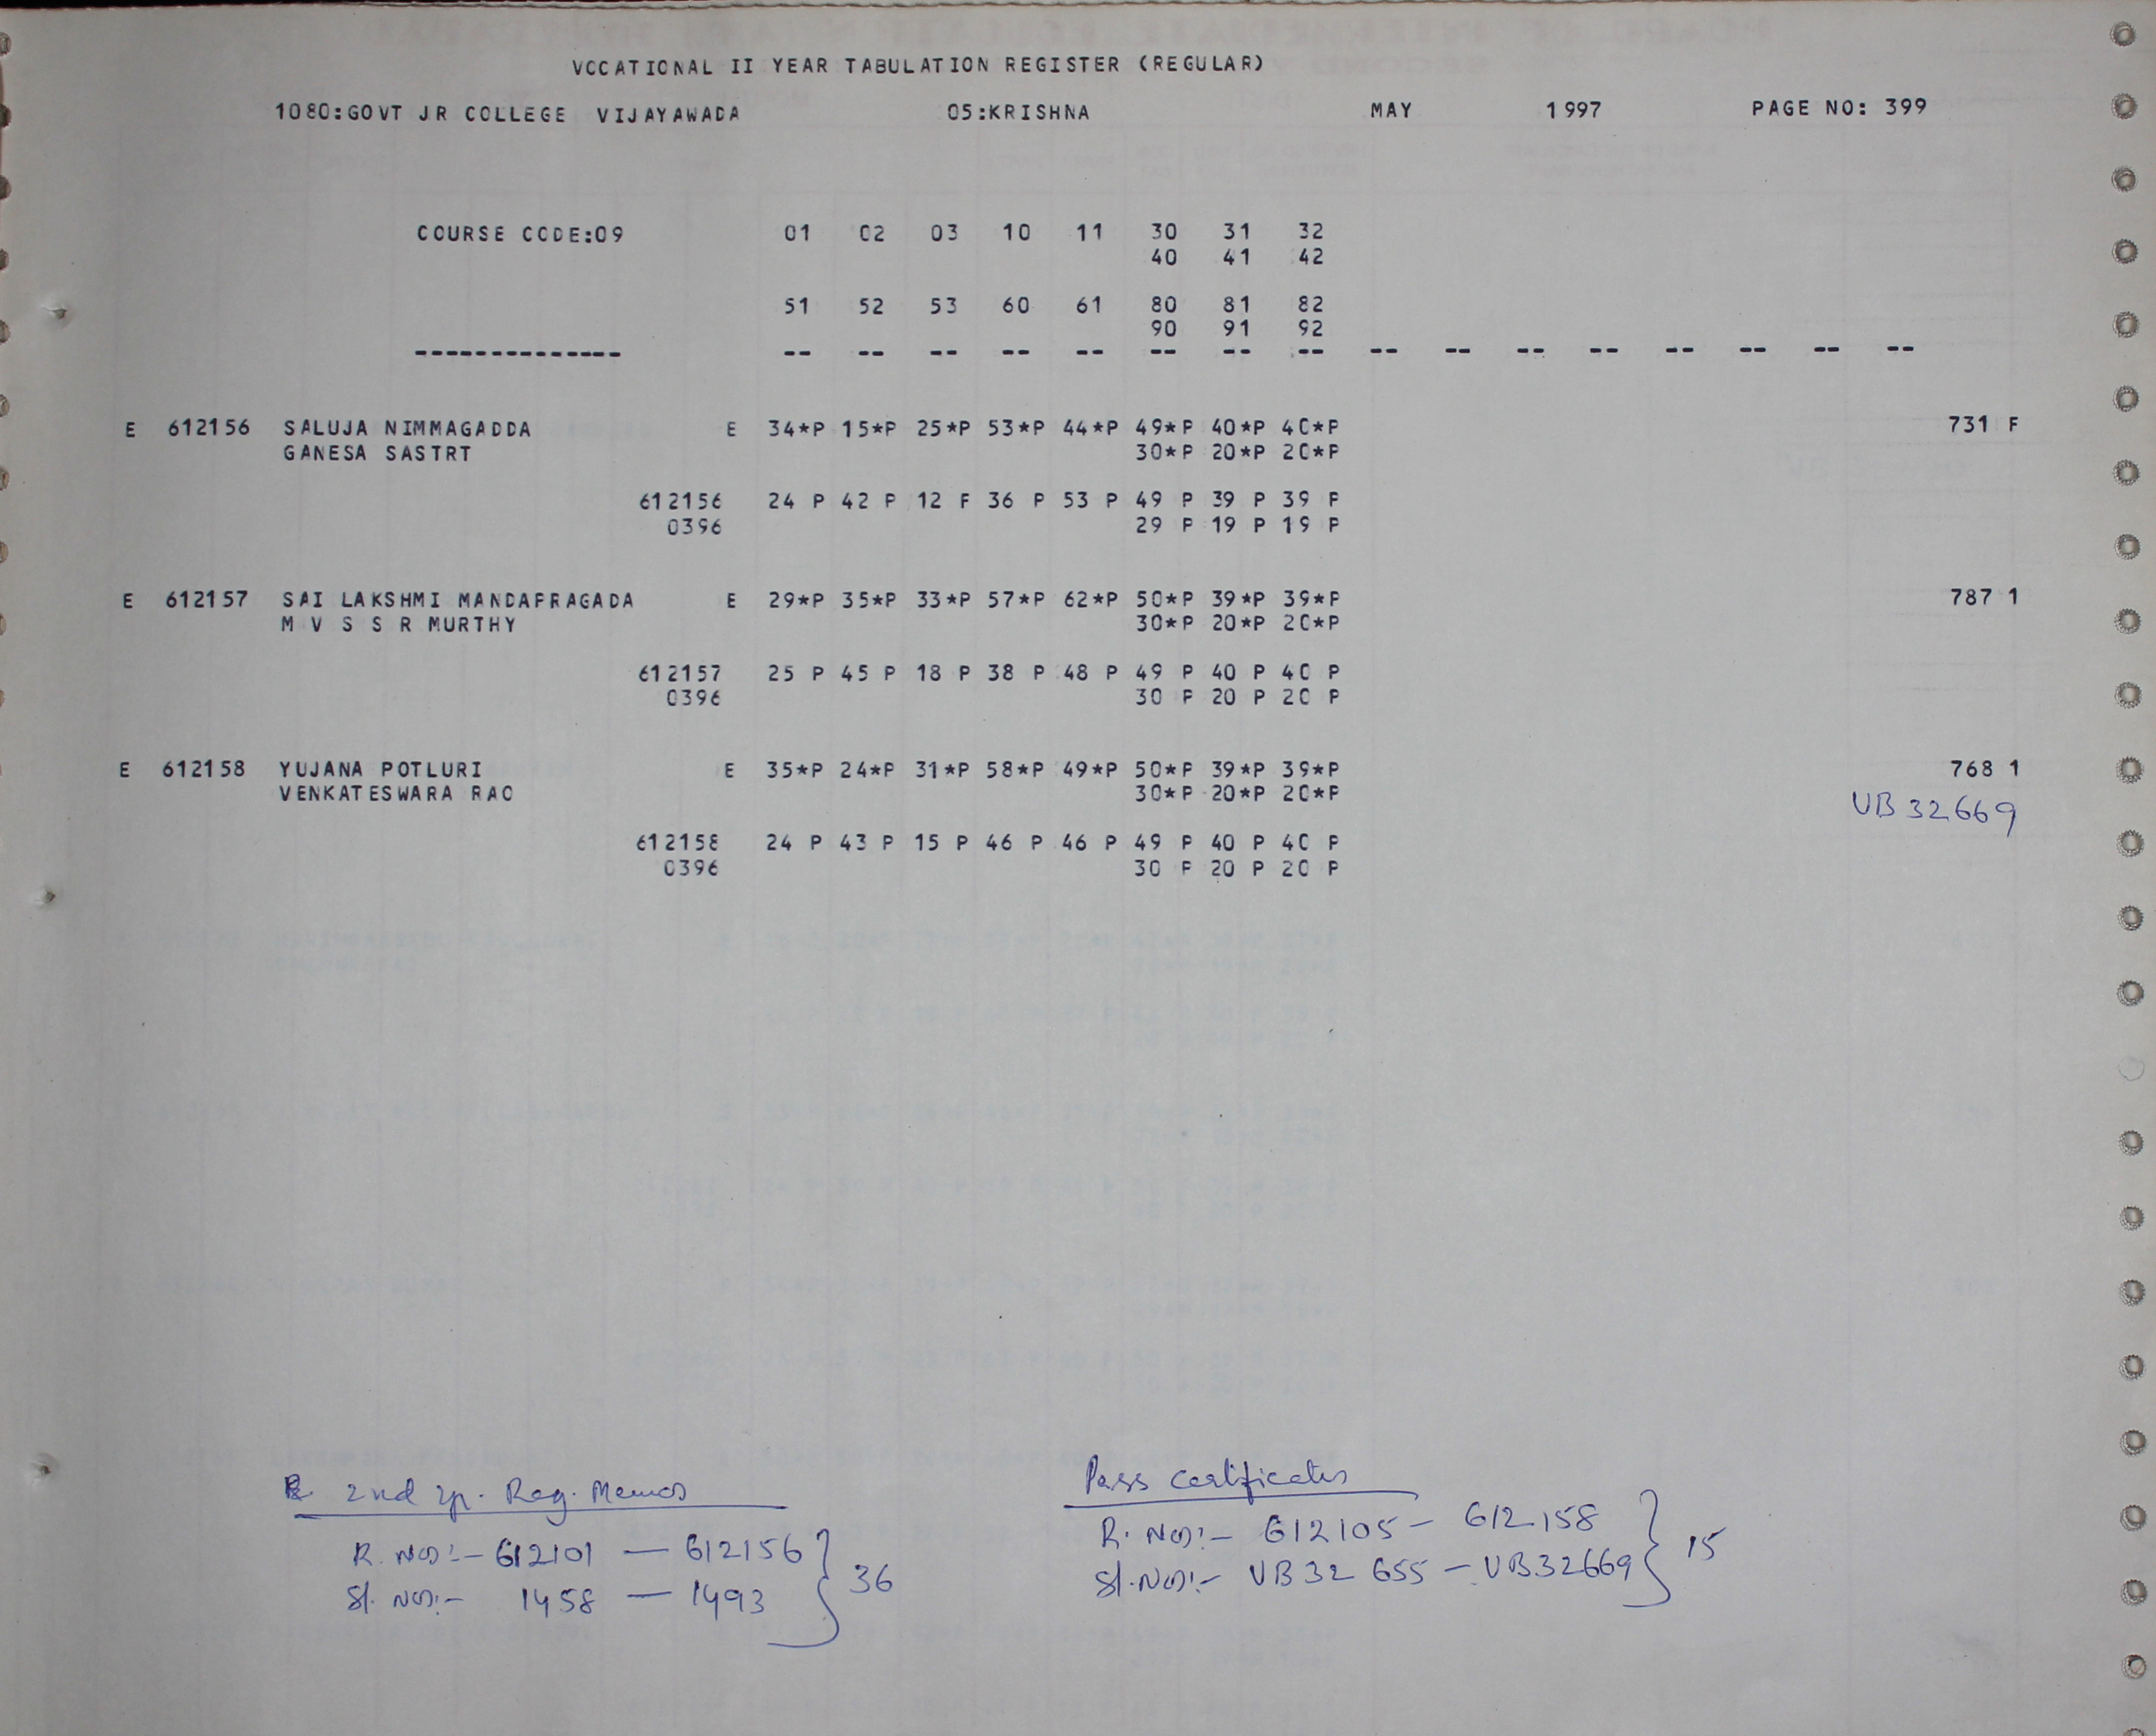 VOCATIONAL II YEAR TABULATION REGISTER (REGULAR)
1080:GOVT JR COLLEGE VIJAYAWADA 05:KRISHNA MAY 1997 PAGE NO: 399
COURSE CODE:09 01 02 03 10 11 30 31 32
40 41 42
51 52 53 60 61 80 81 82
90 91 92
-------------- -- -- -- -- -- -- -- -- -- -- -- -- -- -- -- --
E 612156 SALUJA NIMMAGADDA E 34*P 15*P 25*P 53*P 44*P 49*P 40*P 40*P 731 F
GANESA SASTRT 30*P 20*P 20*P
612156 24 P 42 P 12 F 36 P 53 P 49 P 39 P 39 P
0396 29 P 19 P 19 P
E 612157 SAI LAKSHMI MANDAPRAGADA E 29*P 35*P 33*P 57*P 62*P 50*P 39*P 39*P 787 1
M V S S R MURTHY 30*P 20*P 20*P
612157 25 P 45 P 18 P 38 P 48 P 49 P 40 P 40 P
0396 30 P 20 P 20 P
E 612158 YUJANA POTLURI E 35*P 24*P 31*P 58*P 49*P 50*P 39*P 39*P 768 1
VENKATESWARA RAO 30*P 20*P 20*P
UB 32669
612158 24 P 43 P 15 P 46 P 46 P 49 P 40 P 40 P
0396 30 P 20 P 20 P
2nd yr. Reg. Memos
R. No:- 612101 — 612156
Sl. No:- 1458 — 1493
36
Pass Certificates
R. No:- 612105 - 612158
Sl. No:- UB 32655 - UB32669
15